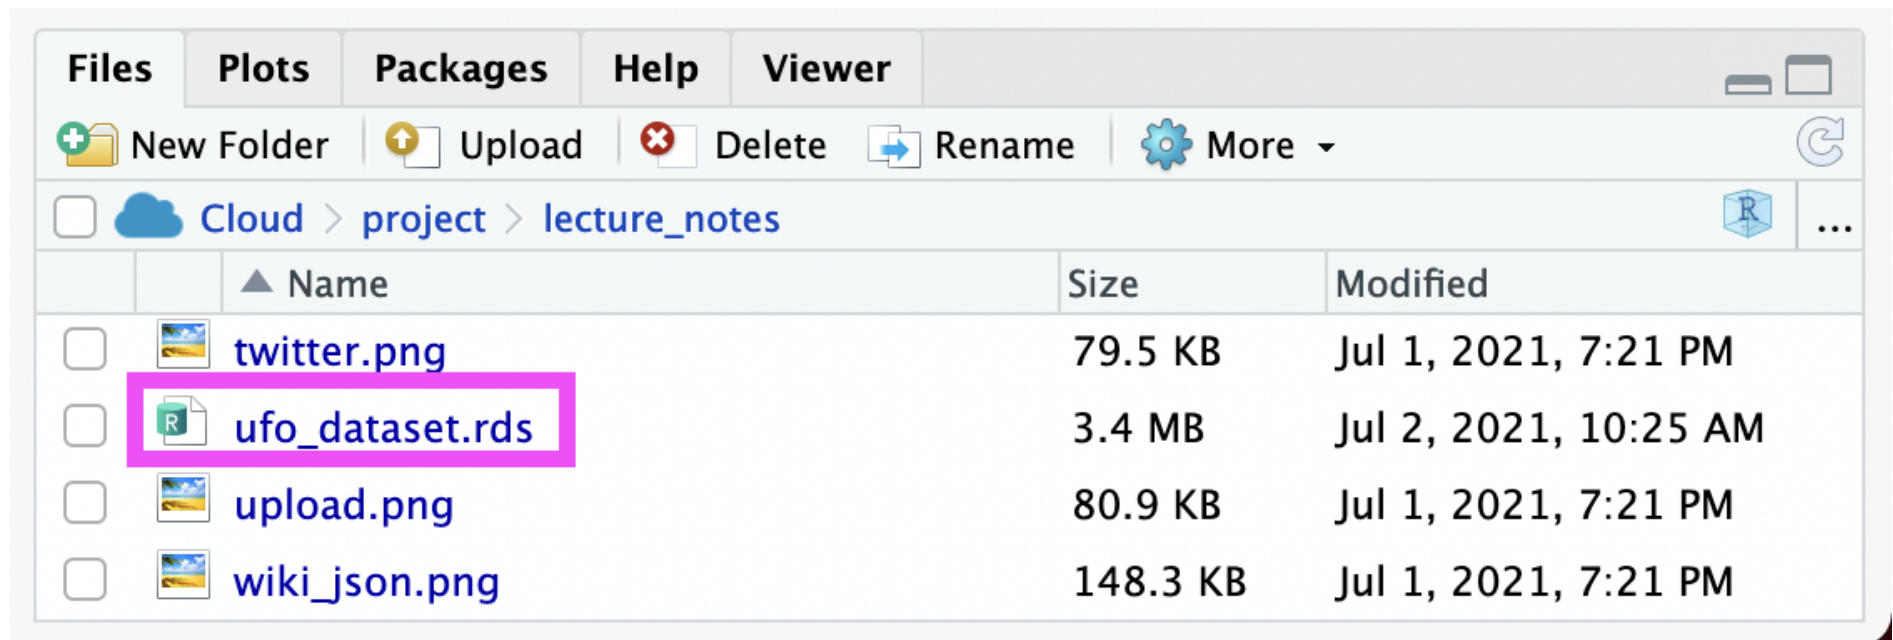 Files Plots Packages Help Viewer
New Folder Upload Delete Rename More
Cloud project lecture_notes R ...
Name Size Modified
twitter.png 79.5 KB Jul 1, 2021, 7:21 PM
R ufo_dataset.rds 3.4 MB Jul 2, 2021, 10:25 AM
upload.png 80.9 KB Jul 1, 2021, 7:21 PM
wiki_json.png 148.3 KB Jul 1, 2021, 7:21 PM